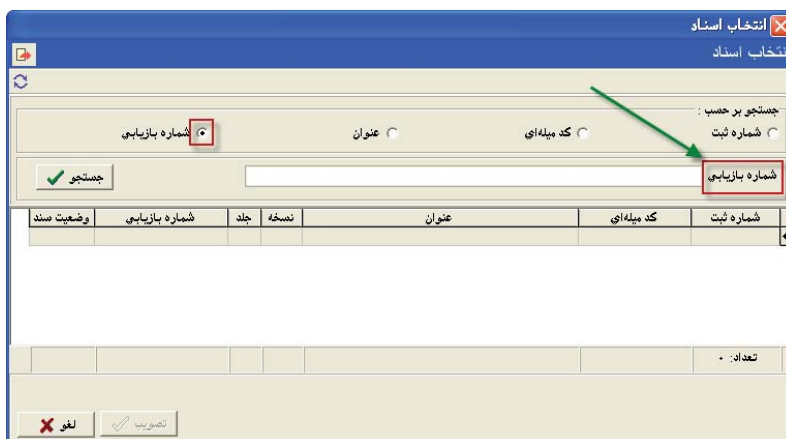 انتخاب اسناد
نتخاب اسناد
جستجو بر حسب :
شماره ثبت کد میله‌ای عنوان شماره بازیابی
شماره بازیابی جستجو
شماره ثبت کد میله‌ای عنوان نسخه جلد شماره بازیابی وضعیت سند
تعداد: ۰
تصویب لغو